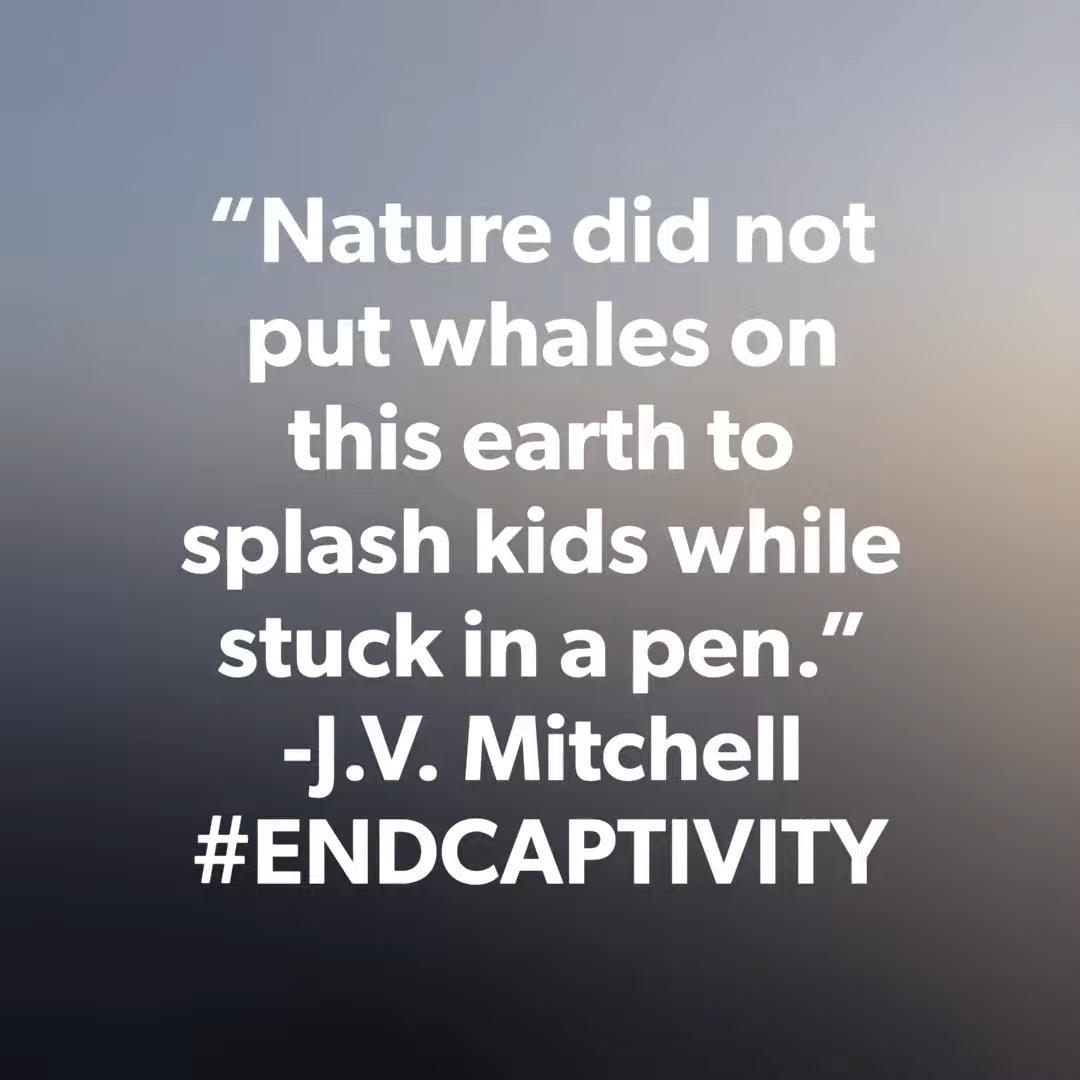 “Nature did not
put whales on
this earth to
splash kids while
stuck in a pen.”
-J.V. Mitchell
#ENDCAPTIVITY